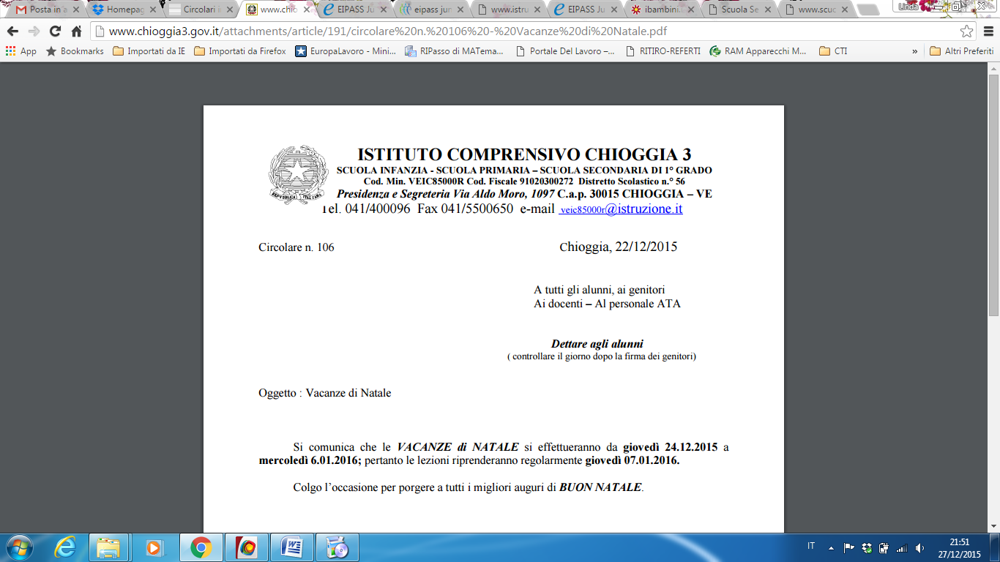 Posta in a
Homepag
Circolari i
www.chio
EIPASS Ju
eipass jun
www.istru
EIPASS Ju
ibambini.
Scuola Se
www.scuc
Linda
www.chioggia3.gov.it/attachments/article/191/circolare%20n.%20106%20-%20Vacanze%20di%20Natale.pdf
App Bookmarks Importati da IE Importati da Firefox EuropaLavoro - Mini... RIPasso di MATema... Portale Del Lavoro –... RITIRO-REFERTI RAM Apparecchi M... CTI » Altri Preferiti
ISTITUTO COMPRENSIVO CHIOGGIA 3
SCUOLA INFANZIA - SCUOLA PRIMARIA – SCUOLA SECONDARIA DI 1° GRADO
Cod. Min. VEIC85000R Cod. Fiscale 91020300272 Distretto Scolastico n.° 56
Presidenza e Segreteria Via Aldo Moro, 1097 C.a.p. 30015 CHIOGGIA – VE
Tel. 041/400096 Fax 041/5500650 e-mail veic85000r@istruzione.it
REPVBBLICA ITALIANA
Circolare n. 106 Chioggia, 22/12/2015
A tutti gli alunni, ai genitori
Ai docenti – Al personale ATA
Dettare agli alunni
( controllare il giorno dopo la firma dei genitori)
Oggetto : Vacanze di Natale
Si comunica che le VACANZE di NATALE si effettueranno da giovedì 24.12.2015 a
mercoledì 6.01.2016; pertanto le lezioni riprenderanno regolarmente giovedì 07.01.2016.
Colgo l’occasione per porgere a tutti i migliori auguri di BUON NATALE.
IT
21:51
27/12/2015